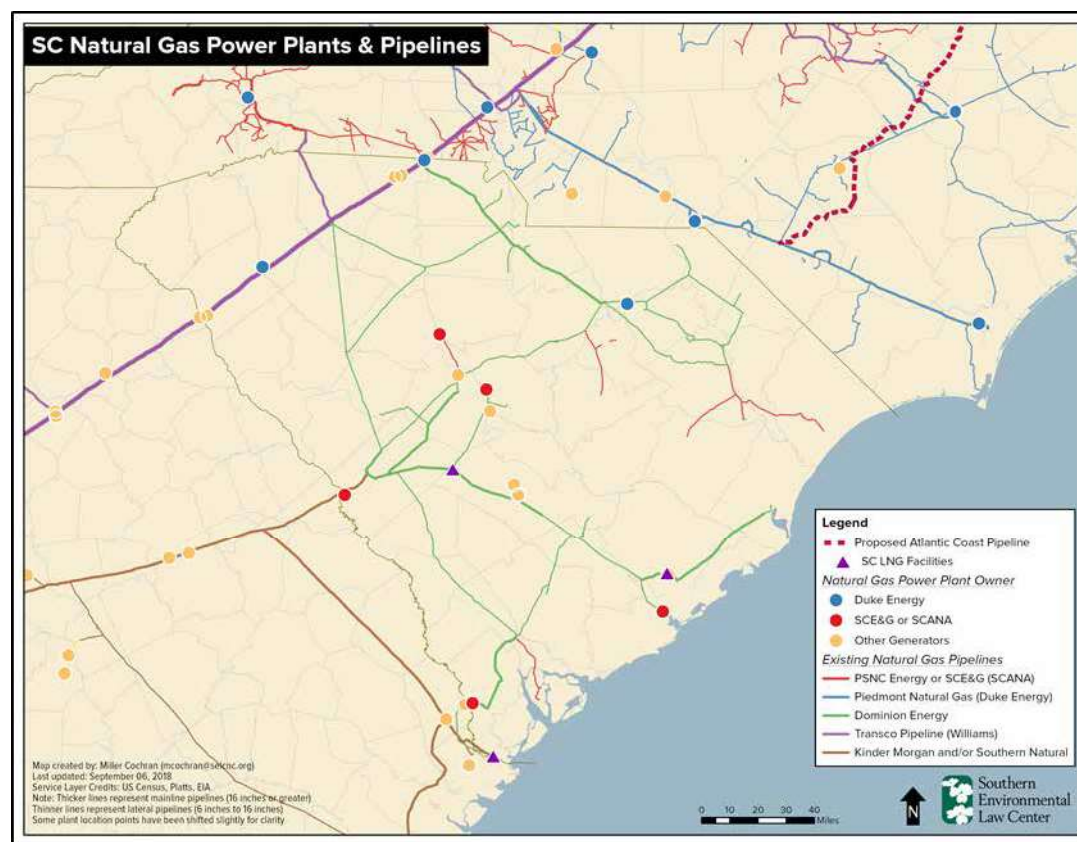 SC Natural Gas Power Plants & Pipelines
Legend
Proposed Atlantic Coast Pipeline
SC LNG Facilities
Natural Gas Power Plant Owner
Duke Energy
SCE&G or SCANA
Other Generators
Existing Natural Gas Pipelines
PSNC Energy or SCE&G (SCANA)
Piedmont Natural Gas (Duke Energy)
Dominion Energy
Transco Pipeline (Williams)
Kinder Morgan and/or Southern Natural
Map created by: Miller Cochran (mcochran@selcnc.org)
Last updated: September 06, 2018
Service Layer Credits: US Census, Platts, EIA
Note: Thicker lines represent mainline pipelines (16 inches or greater)
Thinner lines represent lateral pipelines (6 inches to 16 inches)
Some plant location points have been shifted slightly for clarity
0 10 20 30 40
Miles
N
Southern
Environmental
Law Center